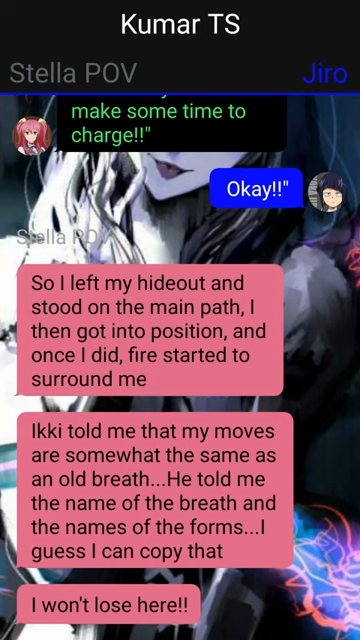 Kumar TS
Stella POV
Jiro
make some time to
charge!!"
Okay!!"
Stella PO
So I left my hideout and
stood on the main path, I
then got into position, and
once I did, fire started to
surround me
Ikki told me that my moves
are somewhat the same as
an old breath...He told me
the name of the breath and
the names of the forms...I
guess I can copy that
I won't lose here!!